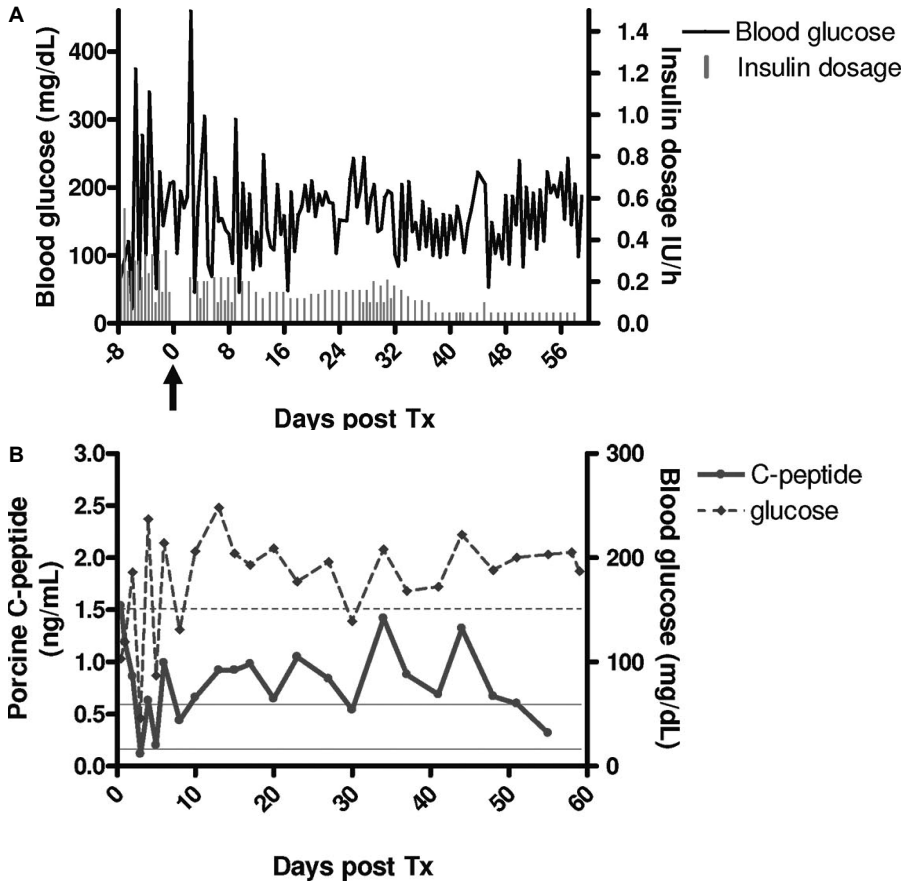 A
Blood glucose (mg/dL)
400
300
200
100
0
1.4
1.2
1.0
0.8
0.6
0.4
0.2
0.0
Insulin dosage IU/h
Blood glucose
Insulin dosage
-8 0 8 16 24 32 40 48 56
Days post Tx
B
Porcine C-peptide
(ng/mL)
3.0
2.5
2.0
1.5
1.0
0.5
0.0
300
200
100
0
Blood glucose (mg/dL)
C-peptide
glucose
0 10 20 30 40 50 60
Days post Tx